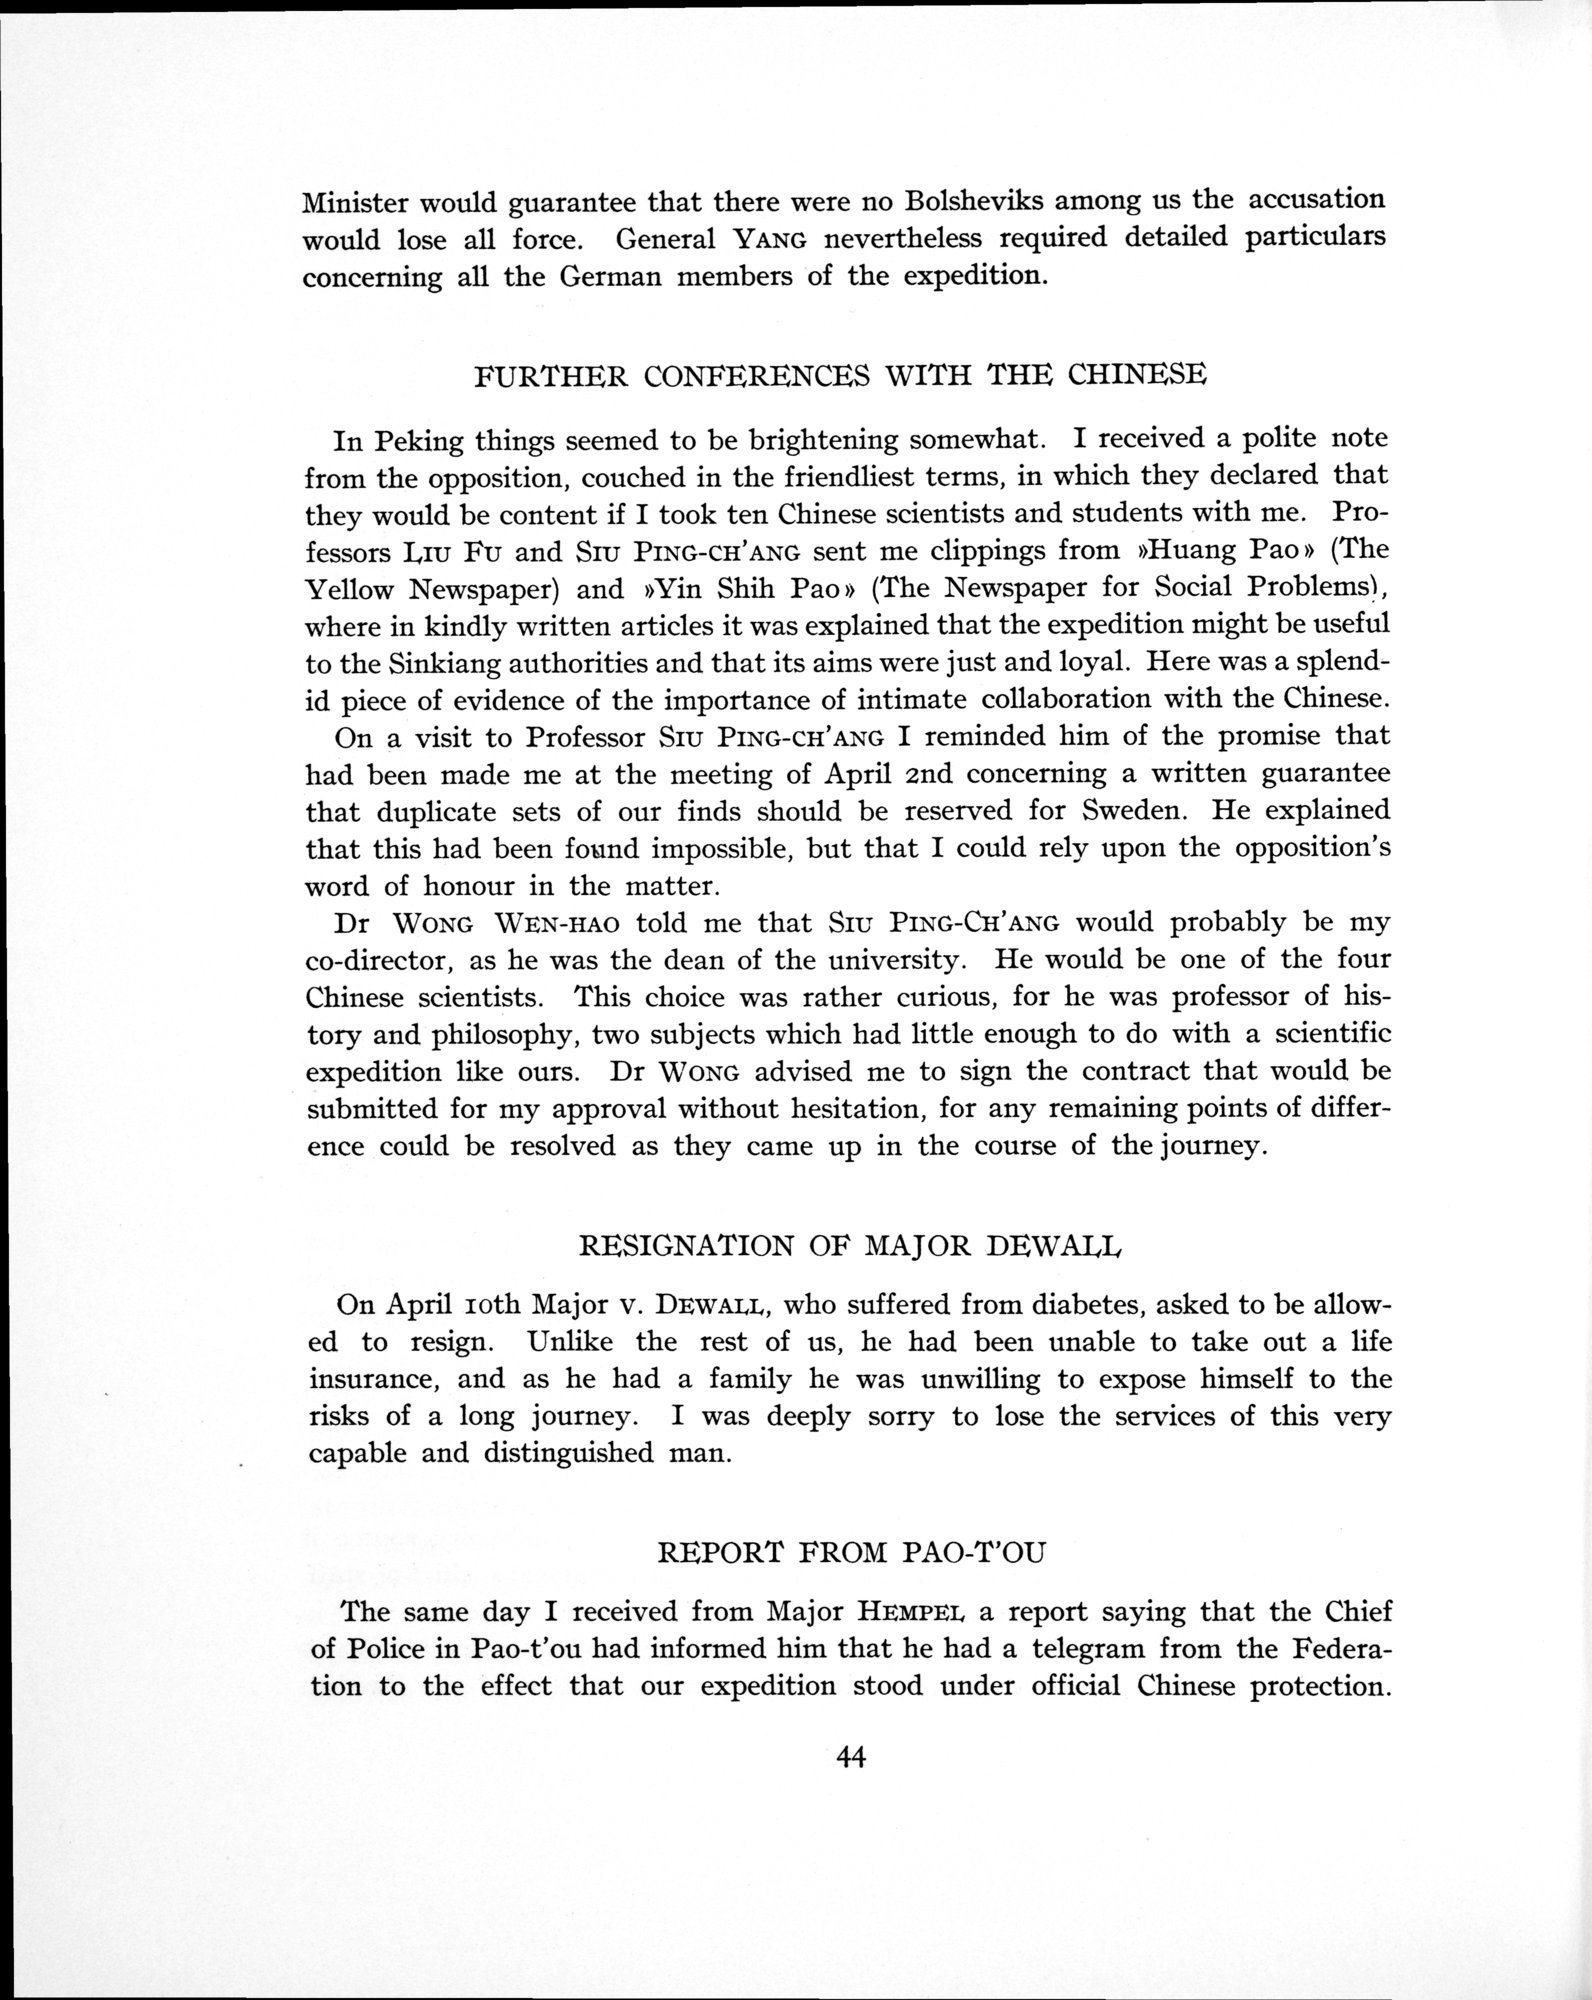 Minister would guarantee that there were no Bolsheviks among us the accusation
would lose all force. General YANG nevertheless required detailed particulars
concerning all the German members of the expedition.
FURTHER CONFERENCES WITH THE CHINESE
In Peking things seemed to be brightening somewhat. I received a polite note
from the opposition, couched in the friendliest terms, in which they declared that
they would be content if I took ten Chinese scientists and students with me. Pro-
fessors LIU FU and SIU PING-CH'ANG sent me clippings from »Huang Pao» (The
Yellow Newspaper) and »Yin Shih Pao» (The Newspaper for Social Problems),
where in kindly written articles it was explained that the expedition might be useful
to the Sinkiang authorities and that its aims were just and loyal. Here was a splend-
id piece of evidence of the importance of intimate collaboration with the Chinese.
On a visit to Professor SIU PING-CH'ANG I reminded him of the promise that
had been made me at the meeting of April 2nd concerning a written guarantee
that duplicate sets of our finds should be reserved for Sweden. He explained
that this had been found impossible, but that I could rely upon the opposition's
word of honour in the matter.
Dr WONG WEN-HAO told me that SIU PING-CH'ANG would probably be my
co-director, as he was the dean of the university. He would be one of the four
Chinese scientists. This choice was rather curious, for he was professor of his-
tory and philosophy, two subjects which had little enough to do with a scientific
expedition like ours. Dr WONG advised me to sign the contract that would be
submitted for my approval without hesitation, for any remaining points of differ-
ence could be resolved as they came up in the course of the journey.
RESIGNATION OF MAJOR DEWALL
On April 10th Major V. DEWALL, who suffered from diabetes, asked to be allow-
ed to resign. Unlike the rest of us, he had been unable to take out a life
insurance, and as he had a family he was unwilling to expose himself to the
risks of a long journey. I was deeply sorry to lose the services of this very
capable and distinguished man.
REPORT FROM PAO-T'OU
The same day I received from Major HEMPEL a report saying that the Chief
of Police in Pao-t'ou had informed him that he had a telegram from the Federa-
tion to the effect that our expedition stood under official Chinese protection.
44